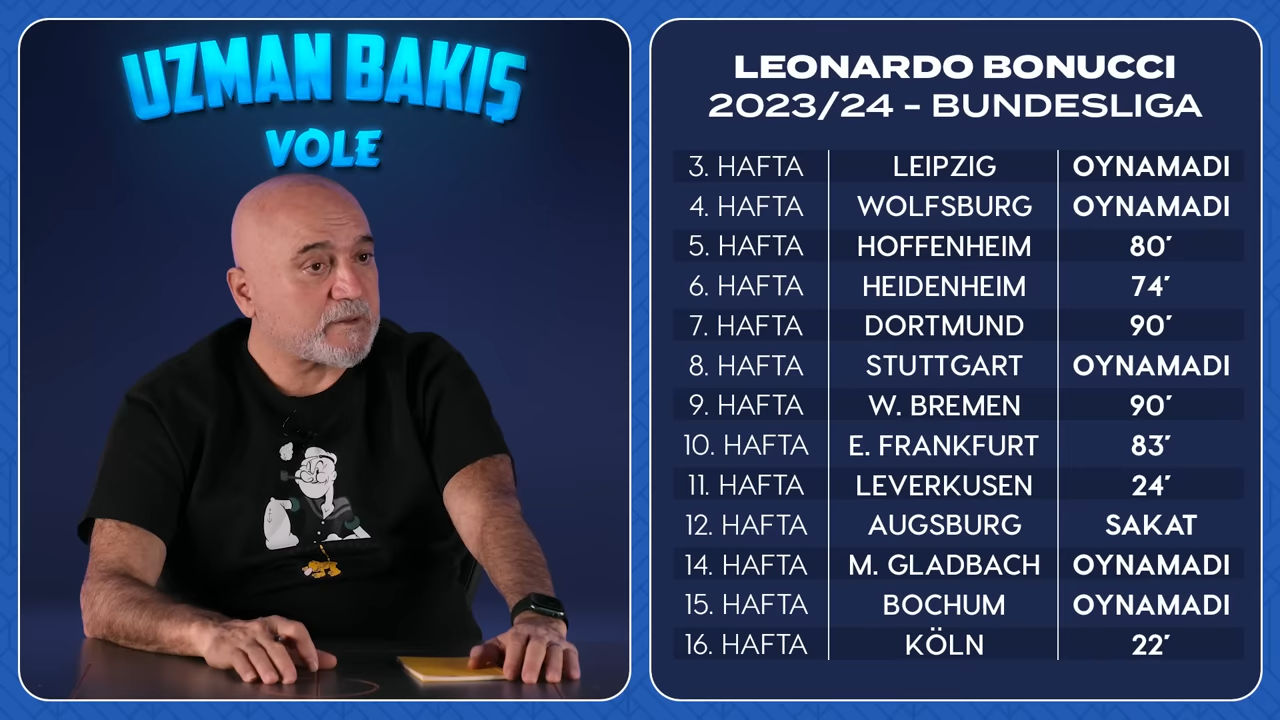 UZMAN BAKIŞ
VOLE
LEONARDO BONUCCI
2023/24 - BUNDESLIGA
3. HAFTA LEIPZIG OYNAMADI
4. HAFTA WOLFSBURG OYNAMADI
5. HAFTA HOFFENHEIM 80'
6. HAFTA HEIDENHEIM 74'
7. HAFTA DORTMUND 90'
8. HAFTA STUTTGART OYNAMADI
9. HAFTA W. BREMEN 90'
10. HAFTA E. FRANKFURT 83'
11. HAFTA LEVERKUSEN 24'
12. HAFTA AUGSBURG SAKAT
14. HAFTA M. GLADBACH OYNAMADI
15. HAFTA BOCHUM OYNAMADI
16. HAFTA KÖLN 22'